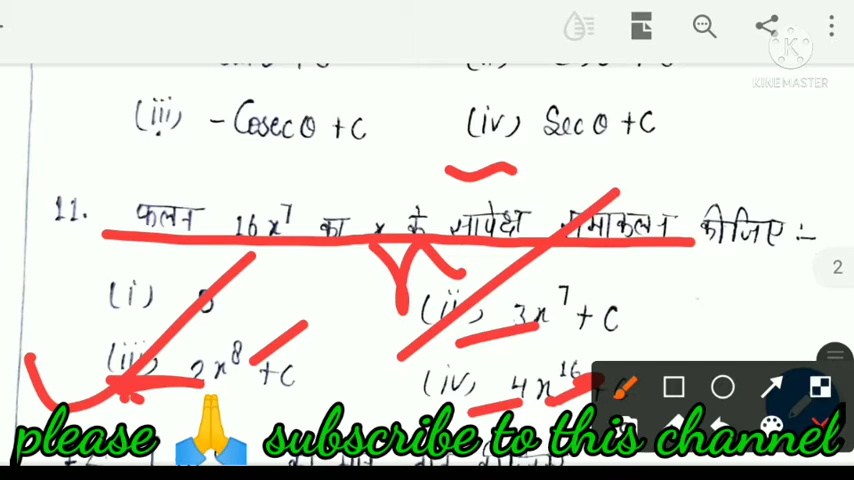 KINEMASTER
(iii) -Cosecθ +C (iv) Secθ +C
11. फलन 16x⁷ का x के सापेक्ष समाकलन कीजिए :-
2
(i) (ii) 3x⁷ + C
(iii) 2x⁸ + C (iv) 4x¹⁶ + C
please 🙏 subscribe to this channel